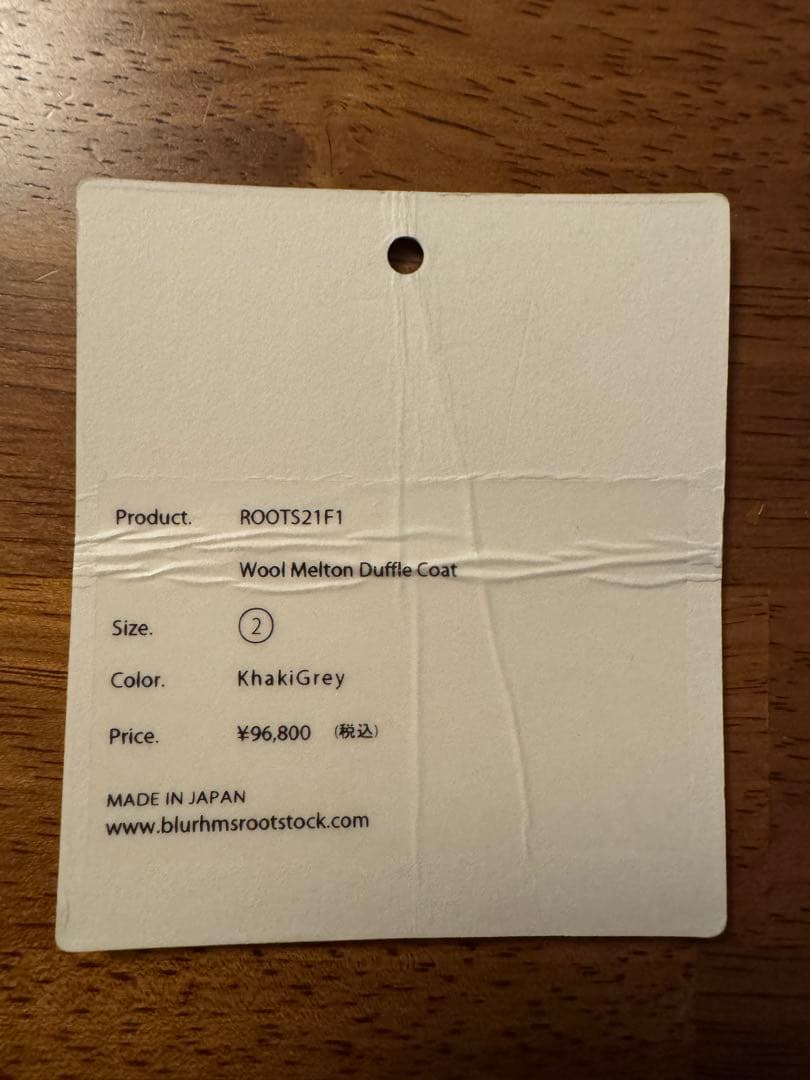 Product. ROOTS21F1
Wool Melton Duffle Coat
Size. ②
Color. KhakiGrey
Price. ¥96,800 (税込)
MADE IN JAPAN
www.blurhmsrootstock.com